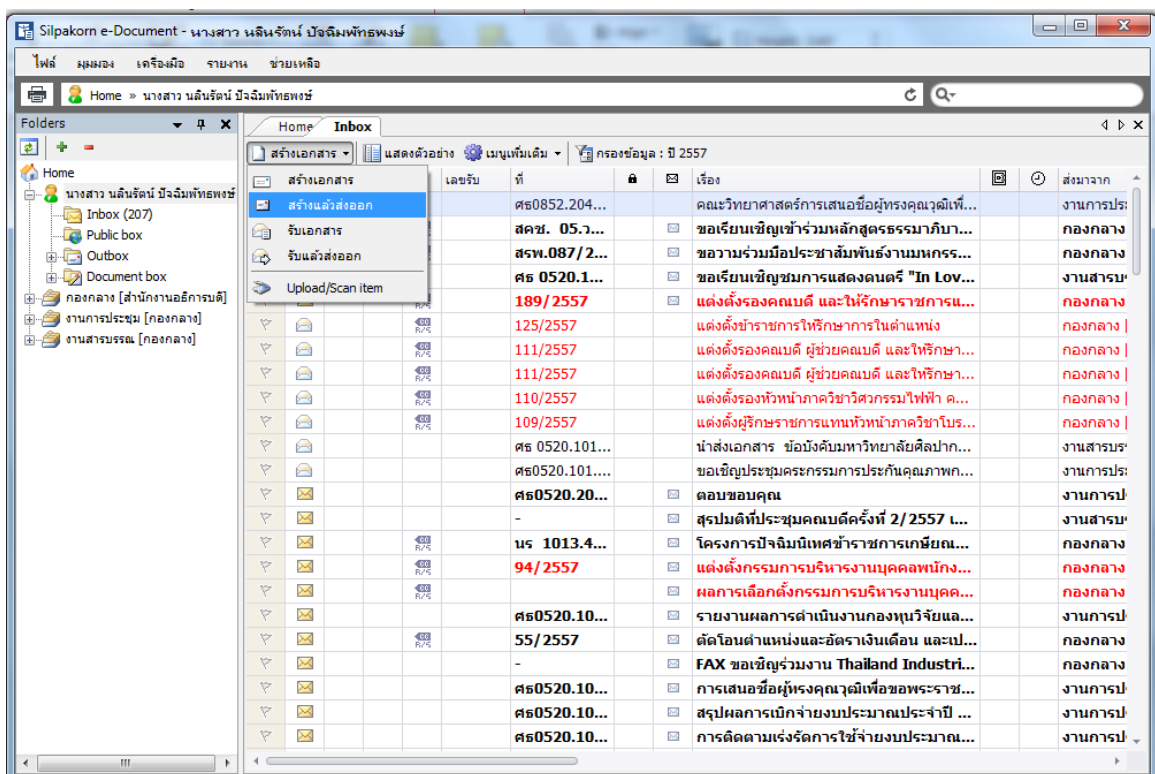 Silpakorn e-Document - นางสาว นลินรัตน์ ปัจฉิมพัทธพงษ์
ไฟล์ มุมมอง เครื่องมือ รายงาน ช่วยเหลือ
Home » นางสาว นลินรัตน์ ปัจฉิมพัทธพงษ์
Folders
Home
นางสาว นลินรัตน์ ปัจฉิมพัทธพงษ์
Inbox (207)
Public box
Outbox
Document box
กองกลาง [สำนักงานอธิการบดี]
งานการประชุม [กองกลาง]
งานสารบรรณ [กองกลาง]
Home Inbox
สร้างเอกสาร แสดงตัวอย่าง เมนูเพิ่มเติม กรองข้อมูล : ปี 2557
สร้างเอกสาร
สร้างแล้วส่งออก
รับเอกสาร
รับแล้วส่งออก
Upload/Scan item
เลขรับ ที่ เรื่อง ส่งมาจาก
ศธ0852.204... คณะวิทยาศาสตร์การเสนอชื่อผู้ทรงคุณวุฒิเพื่... งานการประ
สคช. 05.ว... ขอเรียนเชิญเข้าร่วมหลักสูตรธรรมาภิบา... กองกลาง
สรพ.087/2... ขอความร่วมมือประชาสัมพันธ์งานมหกรร... กองกลาง
ศธ 0520.1... ขอเรียนเชิญชมการแสดงดนตรี "In Lov... งานสารบ
189/2557 แต่งตั้งรองคณบดี และให้รักษาราชการแ... กองกลาง
125/2557 แต่งตั้งข้าราชการให้รักษาการในตำแหน่ง กองกลาง [
111/2557 แต่งตั้งรองคณบดี ผู้ช่วยคณบดี และให้รักษา... กองกลาง [
111/2557 แต่งตั้งรองคณบดี ผู้ช่วยคณบดี และให้รักษา... กองกลาง [
110/2557 แต่งตั้งรองหัวหน้าภาควิชาวิศวกรรมไฟฟ้า ค... กองกลาง [
109/2557 แต่งตั้งผู้รักษาราชการแทนหัวหน้าภาควิชาโบร... กองกลาง [
ศธ 0520.101... นำส่งเอกสาร ข้อบังคับมหาวิทยาลัยศิลปาก... งานสารบร
ศธ0520.101.... ขอเชิญประชุมคระกรรมการประกันคุณภาพก... งานการประ
ศธ0520.20... ตอบขอบคุณ งานการป
- สรุปมติที่ประชุมคณบดีครั้งที่ 2/2557 เ... งานสารบ
นร 1013.4... โครงการปัจฉิมนิเทศข้าราชการเกษียณ... กองกลาง
94/2557 แต่งตั้งกรรมการบริหารงานบุคคลพนักง... กองกลาง
ผลการเลือกตั้งกรรมการบริหารงานบุคค... กองกลาง
ศธ0520.10... รายงานผลการดำเนินงานกองทุนวิจัยแล... งานการป
55/2557 ตัดโอนตำแหน่งและอัตราเงินเดือน และเป... กองกลาง
- FAX ขอเชิญร่วมงาน Thailand Industri... กองกลาง
ศธ0520.10... การเสนอชื่อผู้ทรงคุณวุฒิเพื่อขอพระราช... งานการป
ศธ0520.10... สรุปผลการเบิกจ่ายงบประมาณประจำปี ... งานการป
ศธ0520.10... การติดตามเร่งรัดการใช้จ่ายงบประมาณ... งานการป